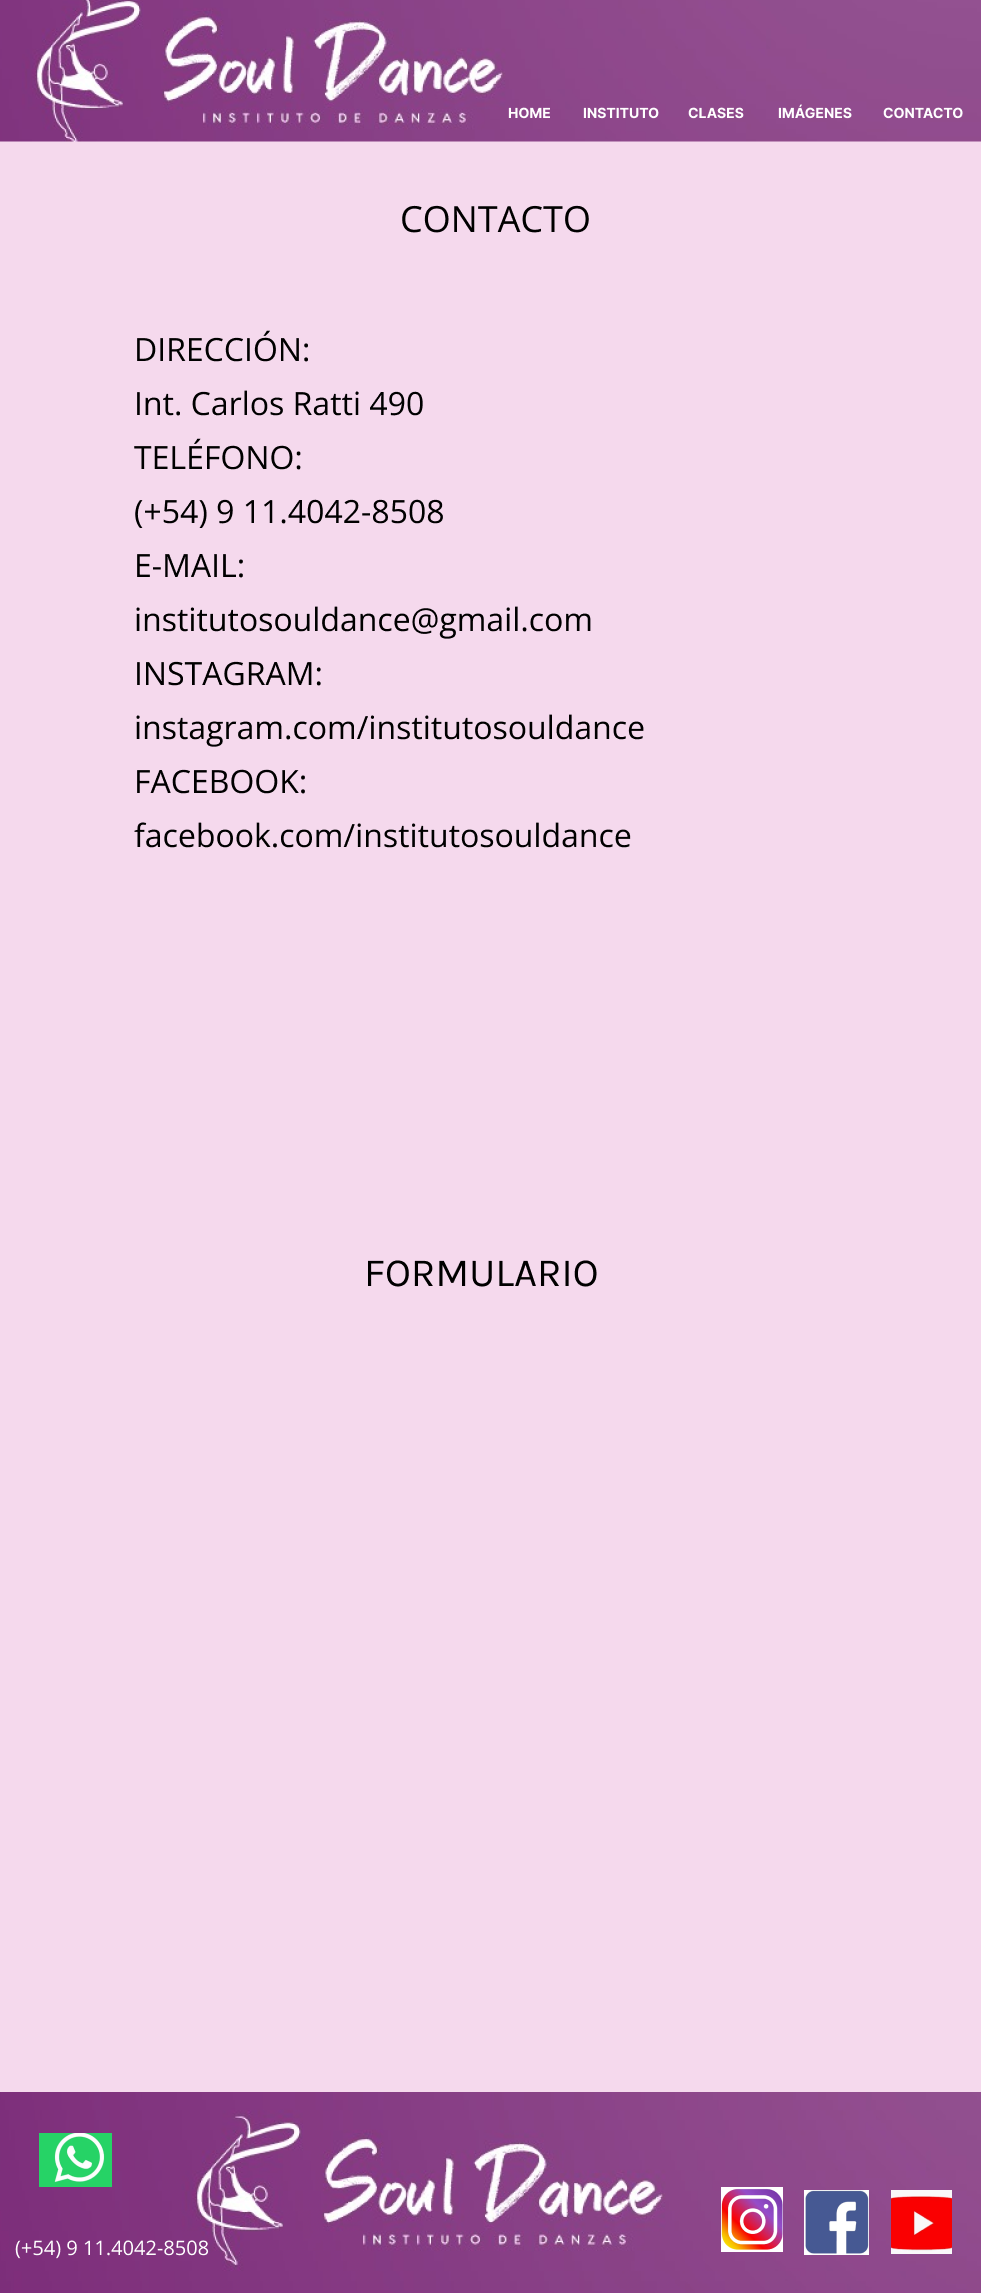 Soul Dance
INSTITUTO DE DANZAS
HOME INSTITUTO CLASES IMÁGENES CONTACTO
CONTACTO
DIRECCIÓN:
Int. Carlos Ratti 490
TELÉFONO:
(+54) 9 11.4042-8508
E-MAIL:
institutosouldance@gmail.com
INSTAGRAM:
instagram.com/institutosouldance
FACEBOOK:
facebook.com/institutosouldance
FORMULARIO
Soul Dance
INSTITUTO DE DANZAS
(+54) 9 11.4042-8508